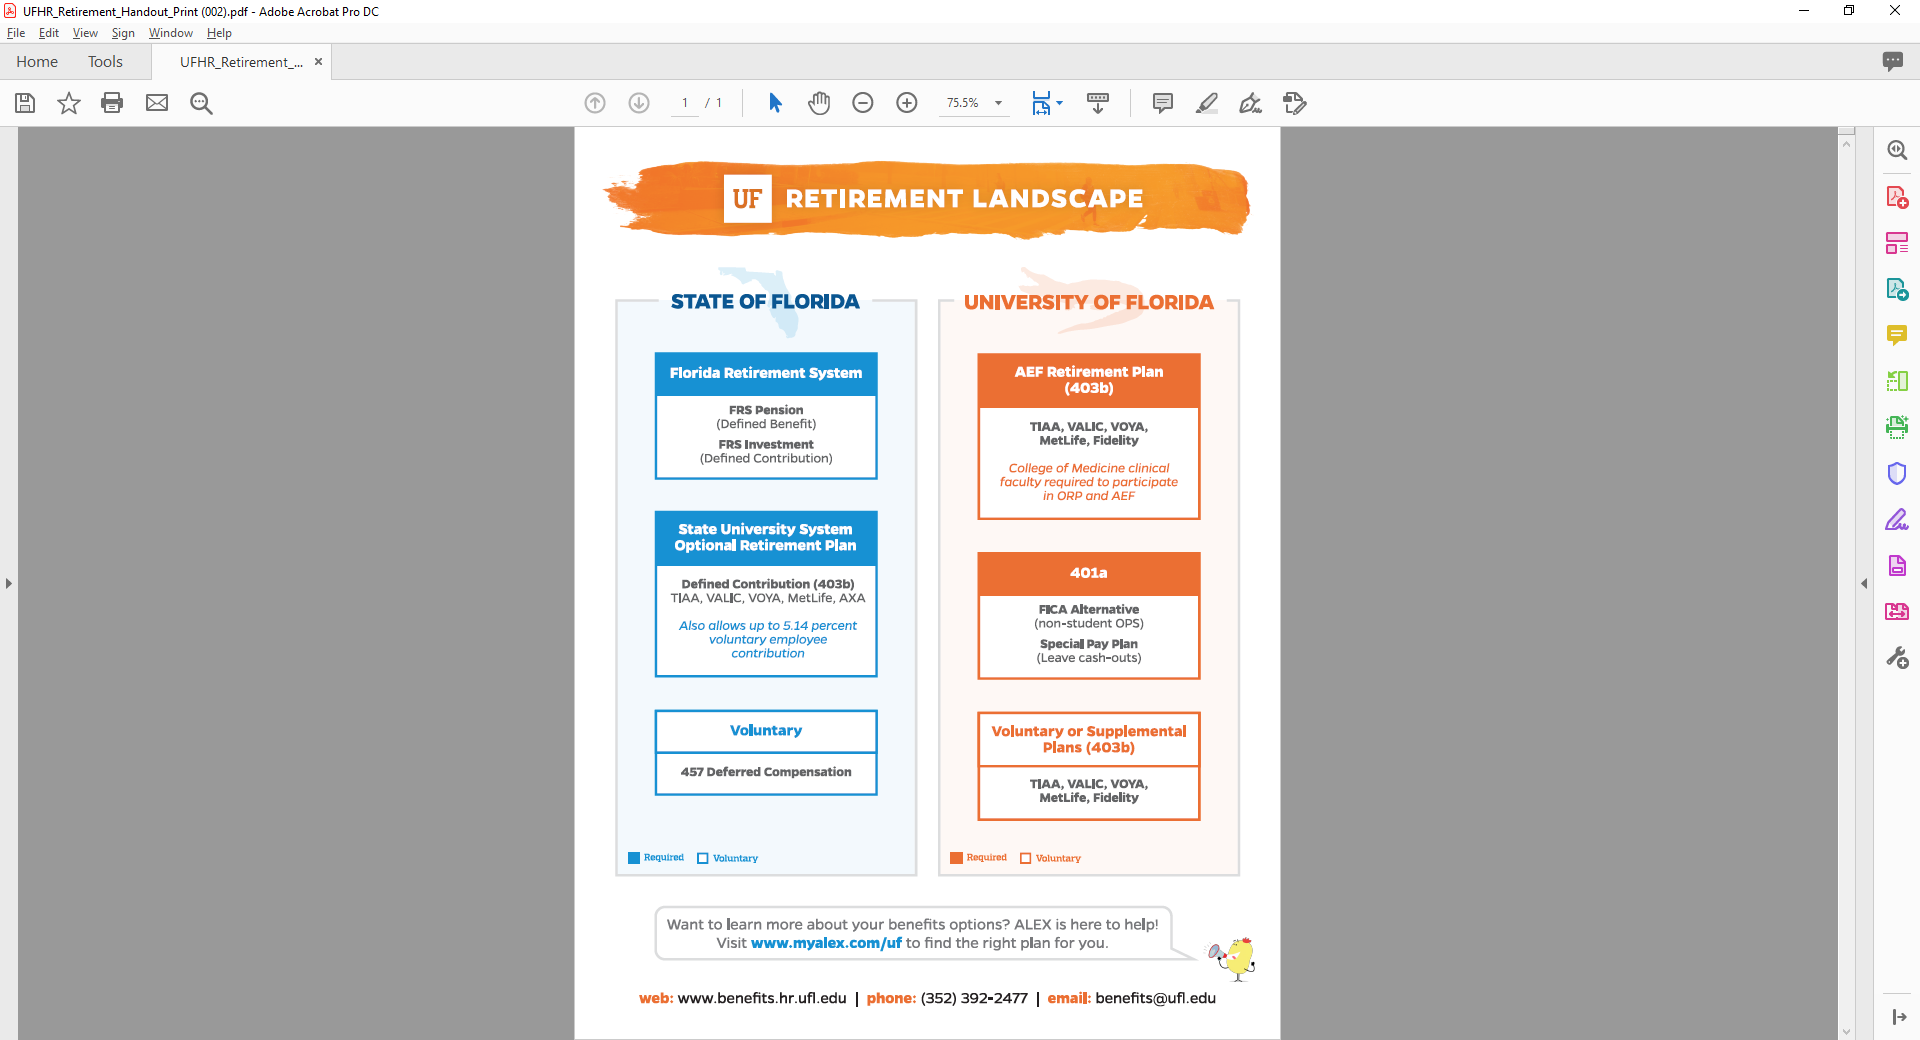 UFHR_Retirement_Handout_Print (002).pdf - Adobe Acrobat Pro DC
File Edit View Sign Window Help
Home Tools UFHR_Retirement_... ×
1 / 1 75.5%
UF RETIREMENT LANDSCAPE
STATE OF FLORIDA
Florida Retirement System
FRS Pension
(Defined Benefit)
FRS Investment
(Defined Contribution)
State University System
Optional Retirement Plan
Defined Contribution (403b)
TIAA, VALIC, VOYA, MetLife, AXA
Also allows up to 5.14 percent
voluntary employee
contribution
Voluntary
457 Deferred Compensation
Required Voluntary
UNIVERSITY OF FLORIDA
AEF Retirement Plan
(403b)
TIAA, VALIC, VOYA,
MetLife, Fidelity
College of Medicine clinical
faculty required to participate
in ORP and AEF
401a
FICA Alternative
(non-student OPS)
Special Pay Plan
(Leave cash-outs)
Voluntary or Supplemental
Plans (403b)
TIAA, VALIC, VOYA,
MetLife, Fidelity
Required Voluntary
Want to learn more about your benefits options? ALEX is here to help!
Visit www.myalex.com/uf to find the right plan for you.
web: www.benefits.hr.ufl.edu | phone: (352) 392-2477 | email: benefits@ufl.edu